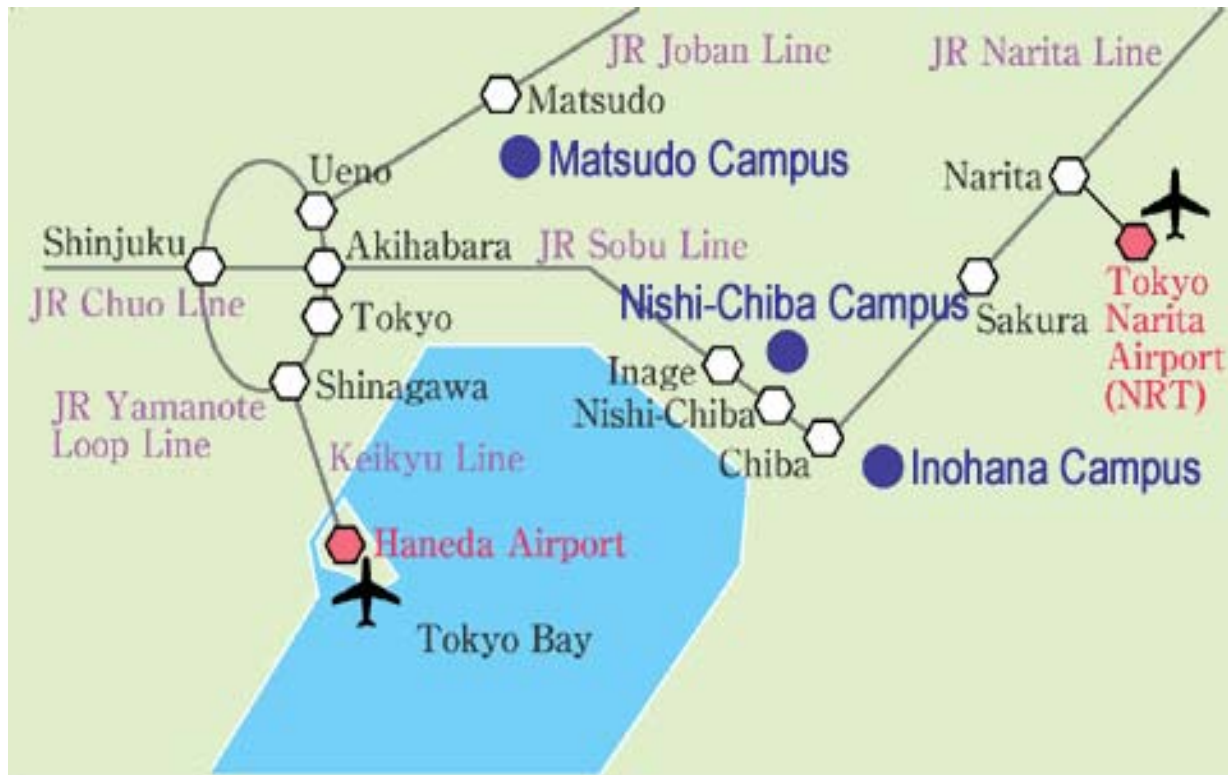 JR Joban Line
JR Narita Line
Matsudo
Matsudo Campus
Ueno
Narita
Shinjuku
Akihabara
JR Sobu Line
JR Chuo Line
Tokyo
Nishi-Chiba Campus
Sakura
Tokyo
Narita
Airport
(NRT)
Inage
Shinagawa
Nishi-Chiba
JR Yamanote
Loop Line
Keikyu Line
Chiba
Inohana Campus
Haneda Airport
Tokyo Bay